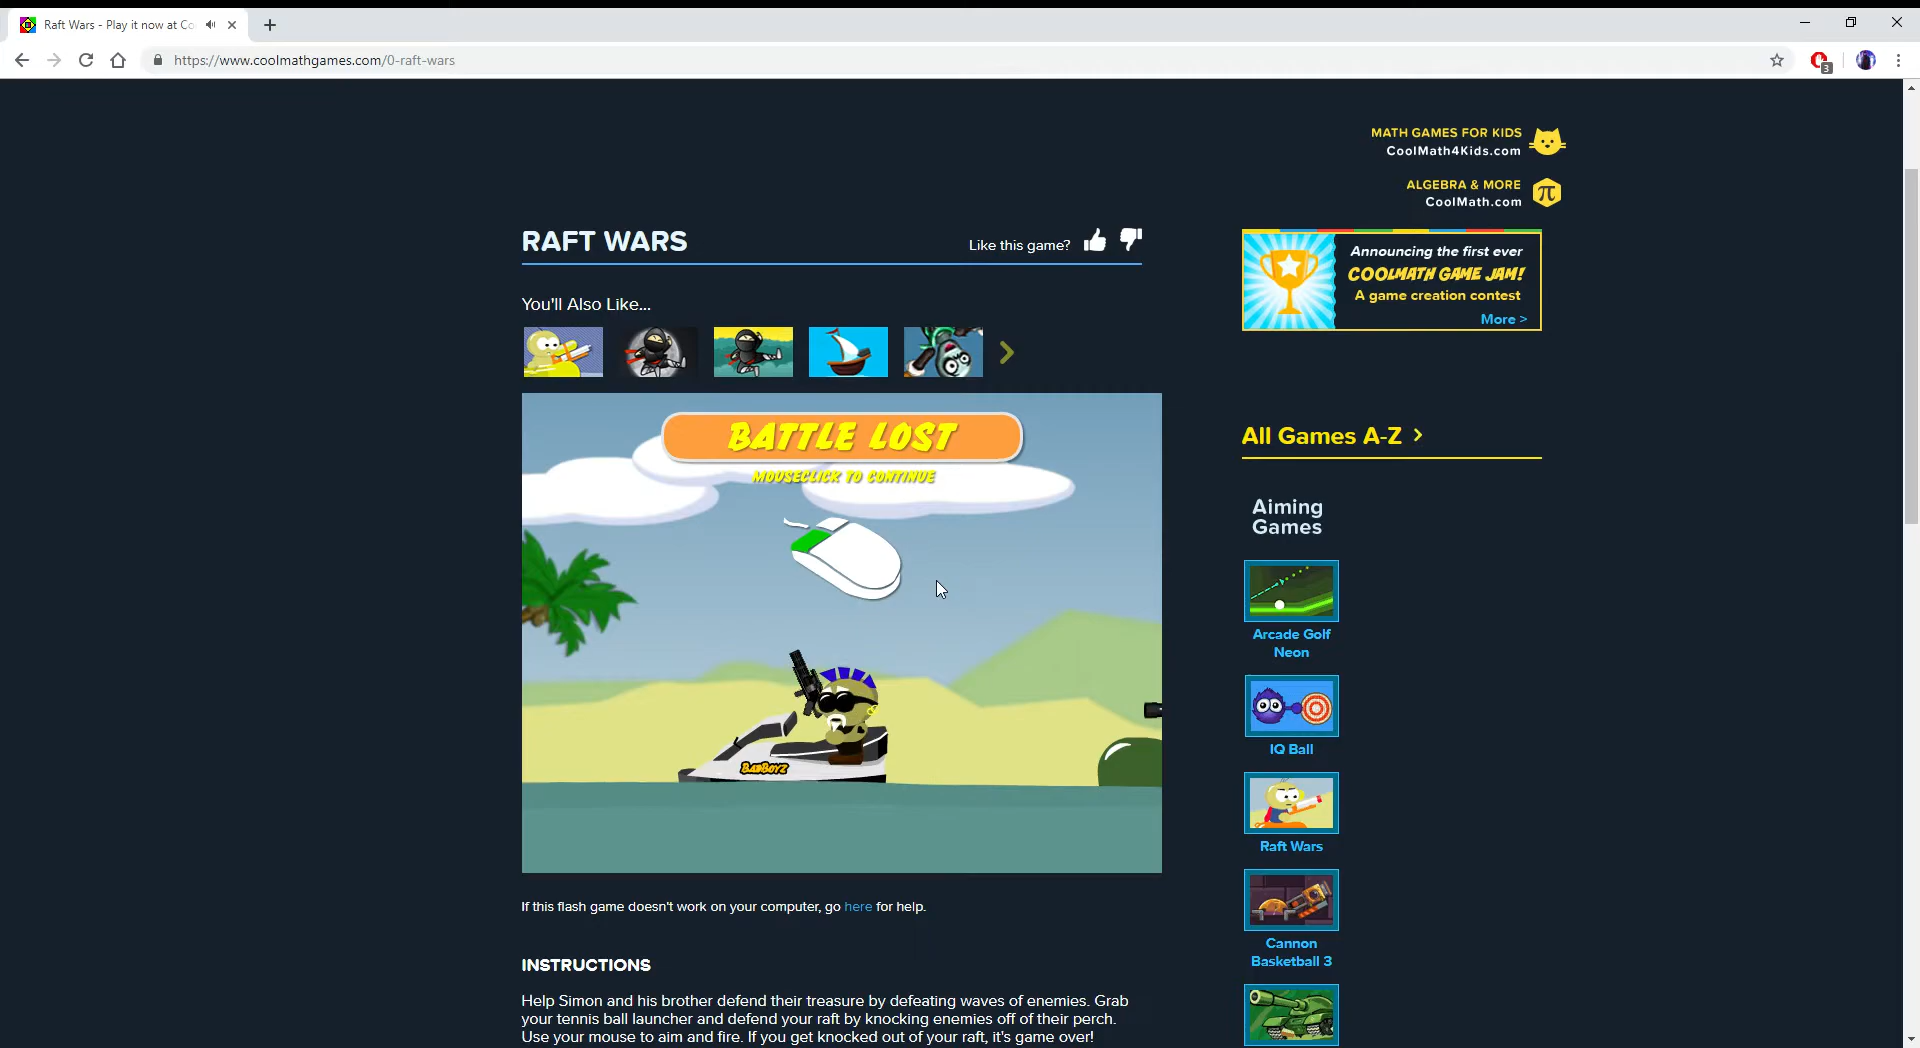 Raft Wars - Play it now at Co
https://www.coolmathgames.com/0-raft-wars
3
MATH GAMES FOR KIDS
CoolMath4Kids.com
ALGEBRA & MORE
π
CoolMath.com
RAFT WARS
Like this game?
Announcing the first ever
COOLMATH GAME JAM!
A game creation contest
More >
You'll Also Like...
BATTLE LOST
MOUSECLICK TO CONTINUE
All Games A-Z >
Aiming
Games
Arcade Golf
Neon
IQ Ball
BADBOYZ
Raft Wars
If this flash game doesn't work on your computer, go here for help.
Cannon
Basketball 3
INSTRUCTIONS
Help Simon and his brother defend their treasure by defeating waves of enemies. Grab
your tennis ball launcher and defend your raft by knocking enemies off of their perch.
Use your mouse to aim and fire. If you get knocked out of your raft, it's game over!